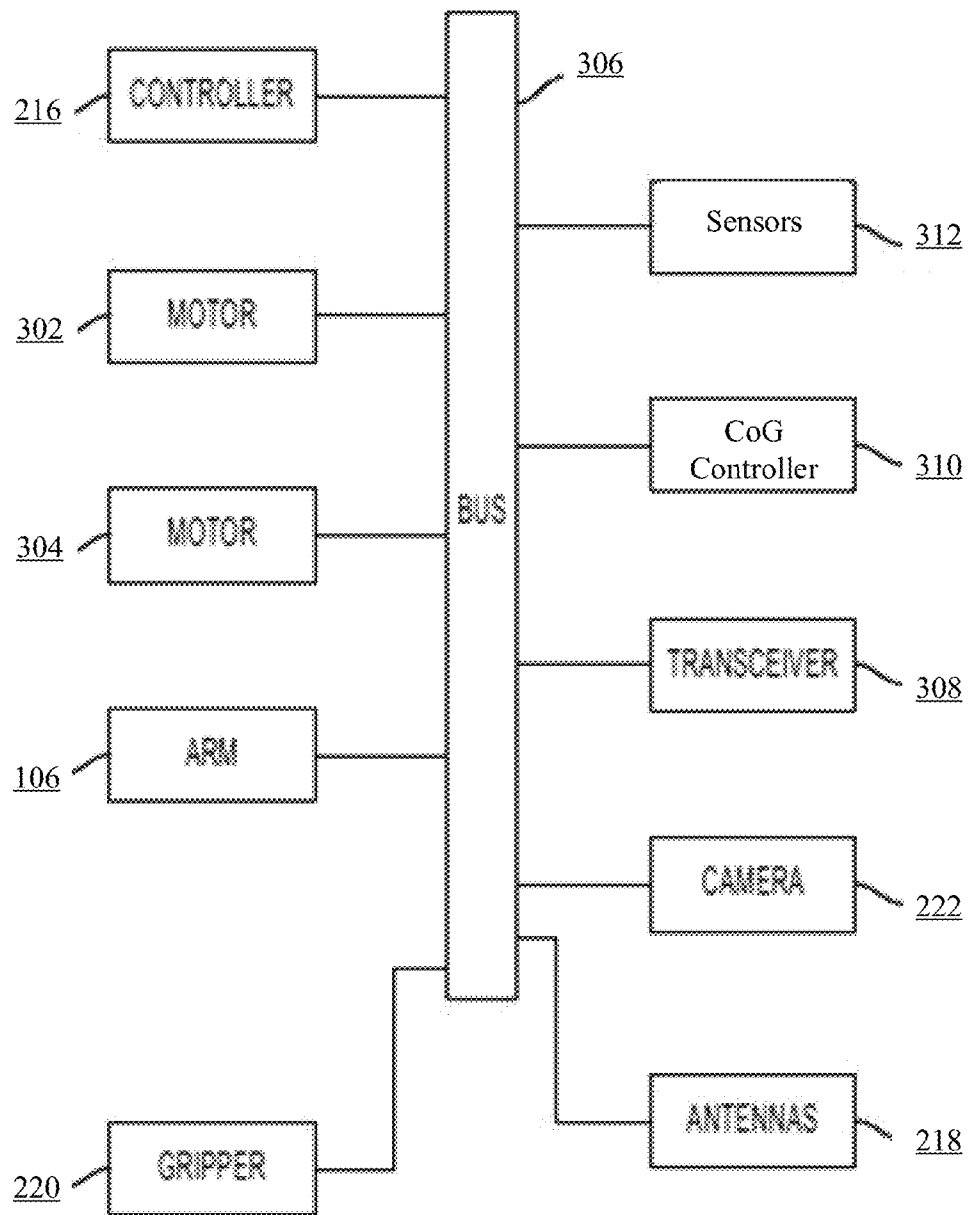 306
CONTROLLER
216
Sensors
312
MOTOR
302
CoG
Controller
310
MOTOR
304
BUS
TRANSCEIVER
308
ARM
106
CAMERA
222
ANTENNAS
218
GRIPPER
220